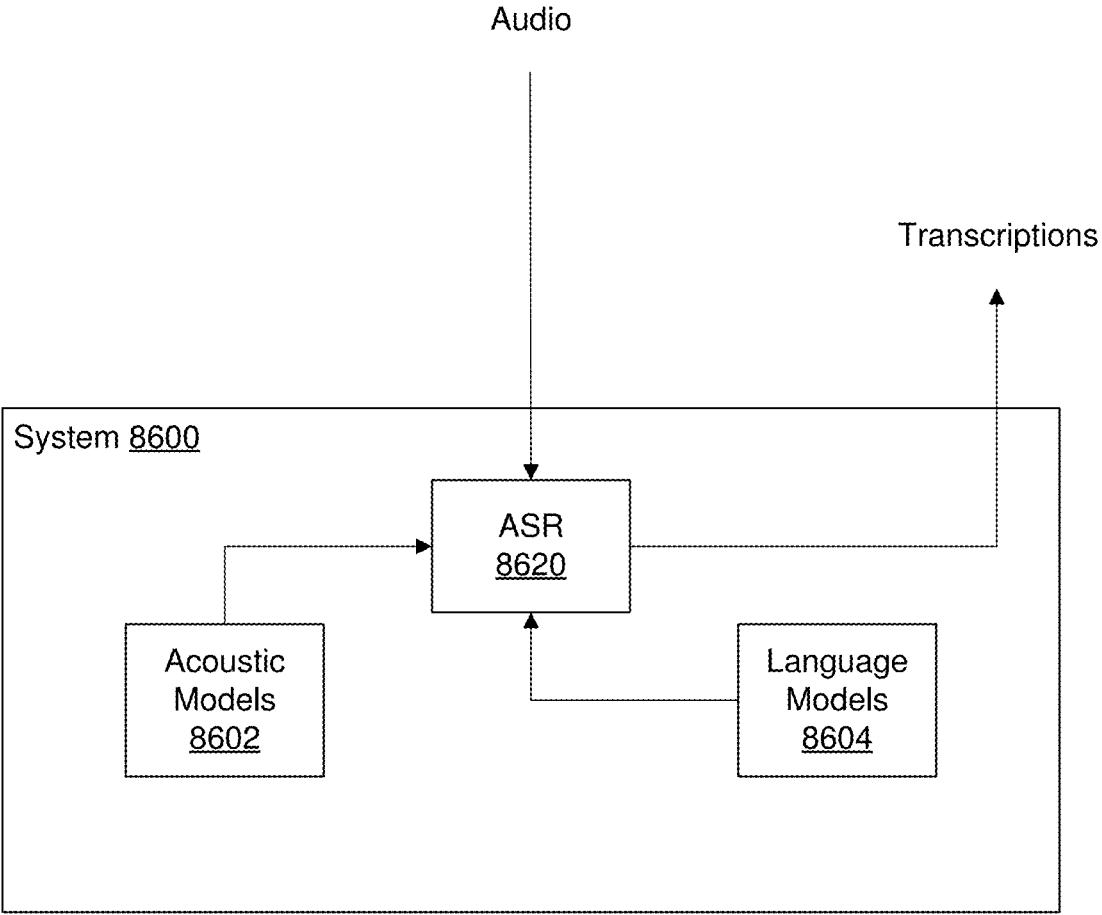 Audio
Transcriptions
System 8600
ASR
8620
Acoustic
Models
8602
Language
Models
8604